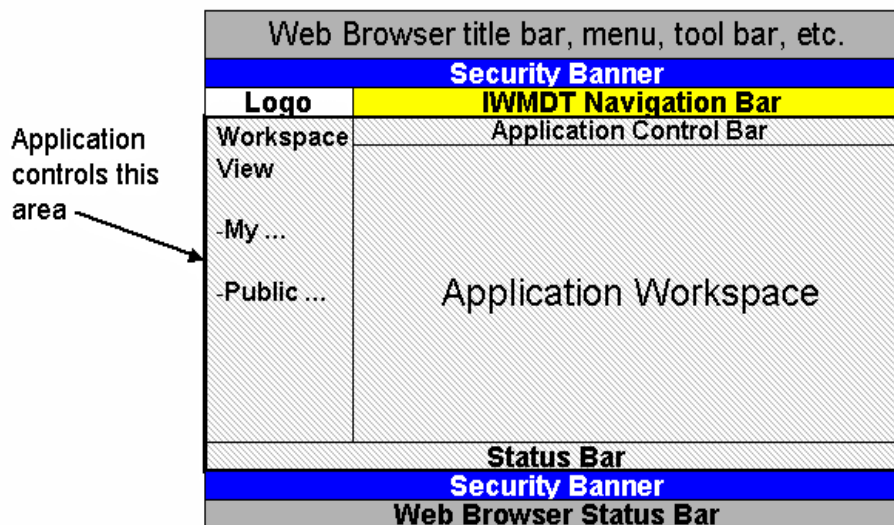 Web Browser title bar, menu, tool bar, etc.
Security Banner
Logo
IWMDT Navigation Bar
Application
controls this
area
Workspace
View
-My ...
-Public ...
Application Control Bar
Application Workspace
Status Bar
Security Banner
Web Browser Status Bar